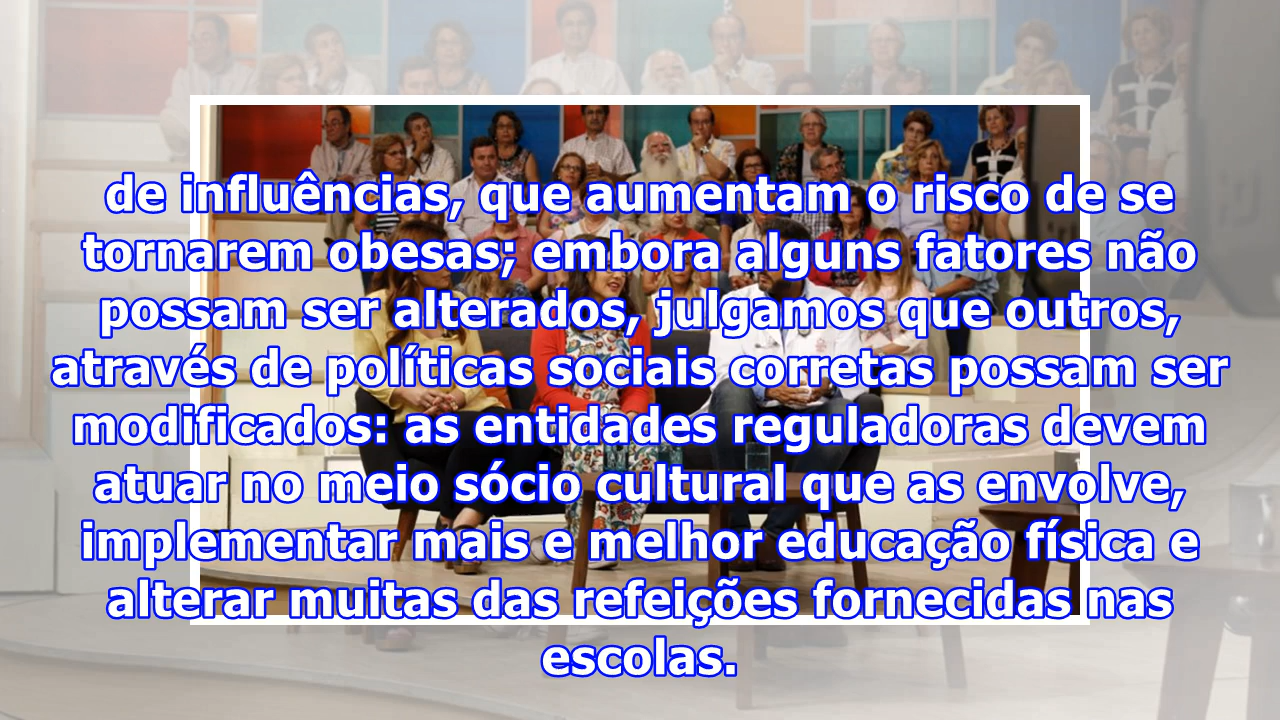 de influências, que aumentam o risco de se
tornarem obesas; embora alguns fatores não
possam ser alterados, julgamos que outros,
através de políticas sociais corretas possam ser
modificados: as entidades reguladoras devem
atuar no meio sócio cultural que as envolve,
implementar mais e melhor educação física e
alterar muitas das refeições fornecidas nas
escolas.